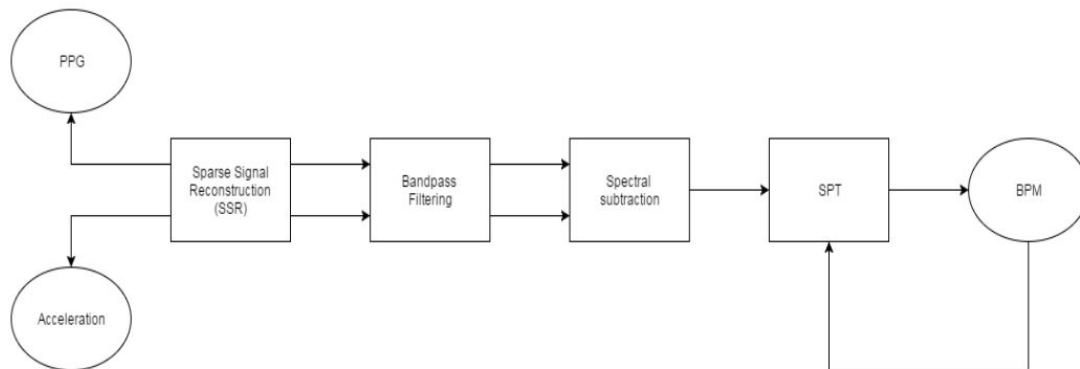 PPG
Sparse Signal
Reconstruction
(SSR)
Bandpass
Filtering
Spectral
subtraction
SPT
BPM
Acceleration